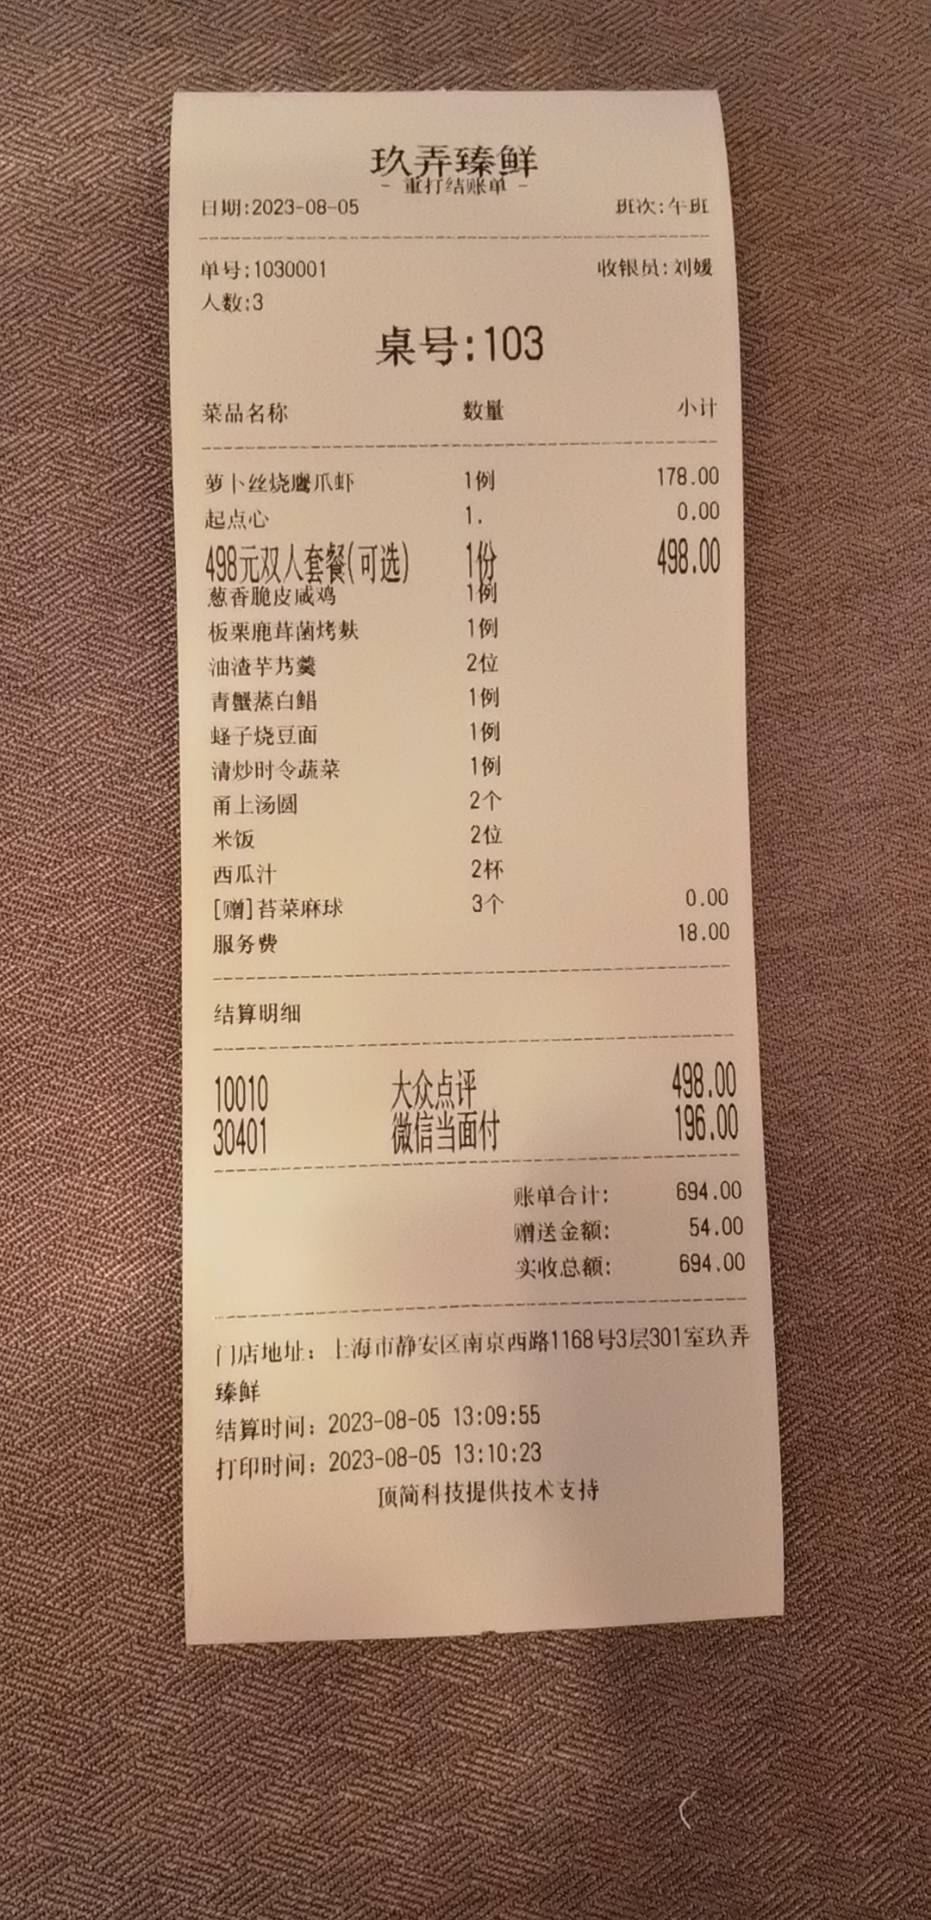 玖弄臻鲜
- 重打结账单 -
日期:2023-08-05 班次:午班
单号:1030001 收银员:刘媛
人数:3
桌号:103
菜品名称 数量 小计
萝卜丝烧鹰爪虾 1例 178.00
起点心 1. 0.00
498元双人套餐(可选) 1份 498.00
葱香脆皮咸鸡 1例
板栗鹿茸菌烤麸 1例
油渣芋艿羹 2位
青蟹蒸白鲳 1例
蛏子烧豆面 1例
清炒时令蔬菜 1例
甬上汤圆 2个
米饭 2位
西瓜汁 2杯
[赠]苔菜麻球 3个 0.00
服务费 18.00
结算明细
10010 大众点评 498.00
30401 微信当面付 196.00
账单合计: 694.00
赠送金额: 54.00
实收总额: 694.00
门店地址：上海市静安区南京西路1168号3层301室玖弄
臻鲜
结算时间：2023-08-05 13:09:55
打印时间：2023-08-05 13:10:23
顶简科技提供技术支持